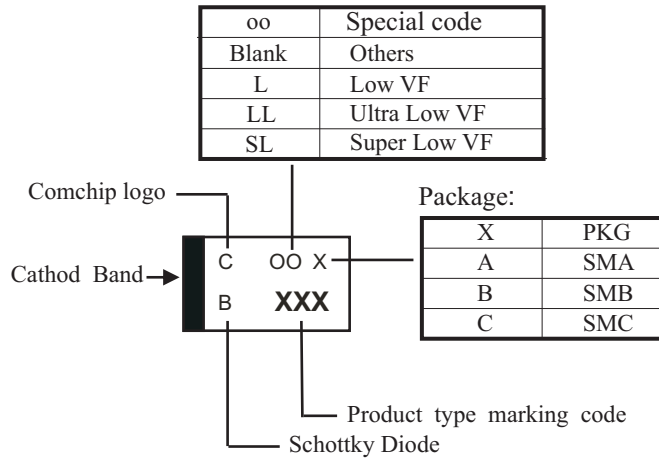 oo Special code
Blank Others
L Low VF
LL Ultra Low VF
SL Super Low VF
Comchip logo
Package:
X PKG
A SMA
B SMB
C SMC
Cathod Band
C OO X
B XXX
Product type marking code
Schottky Diode